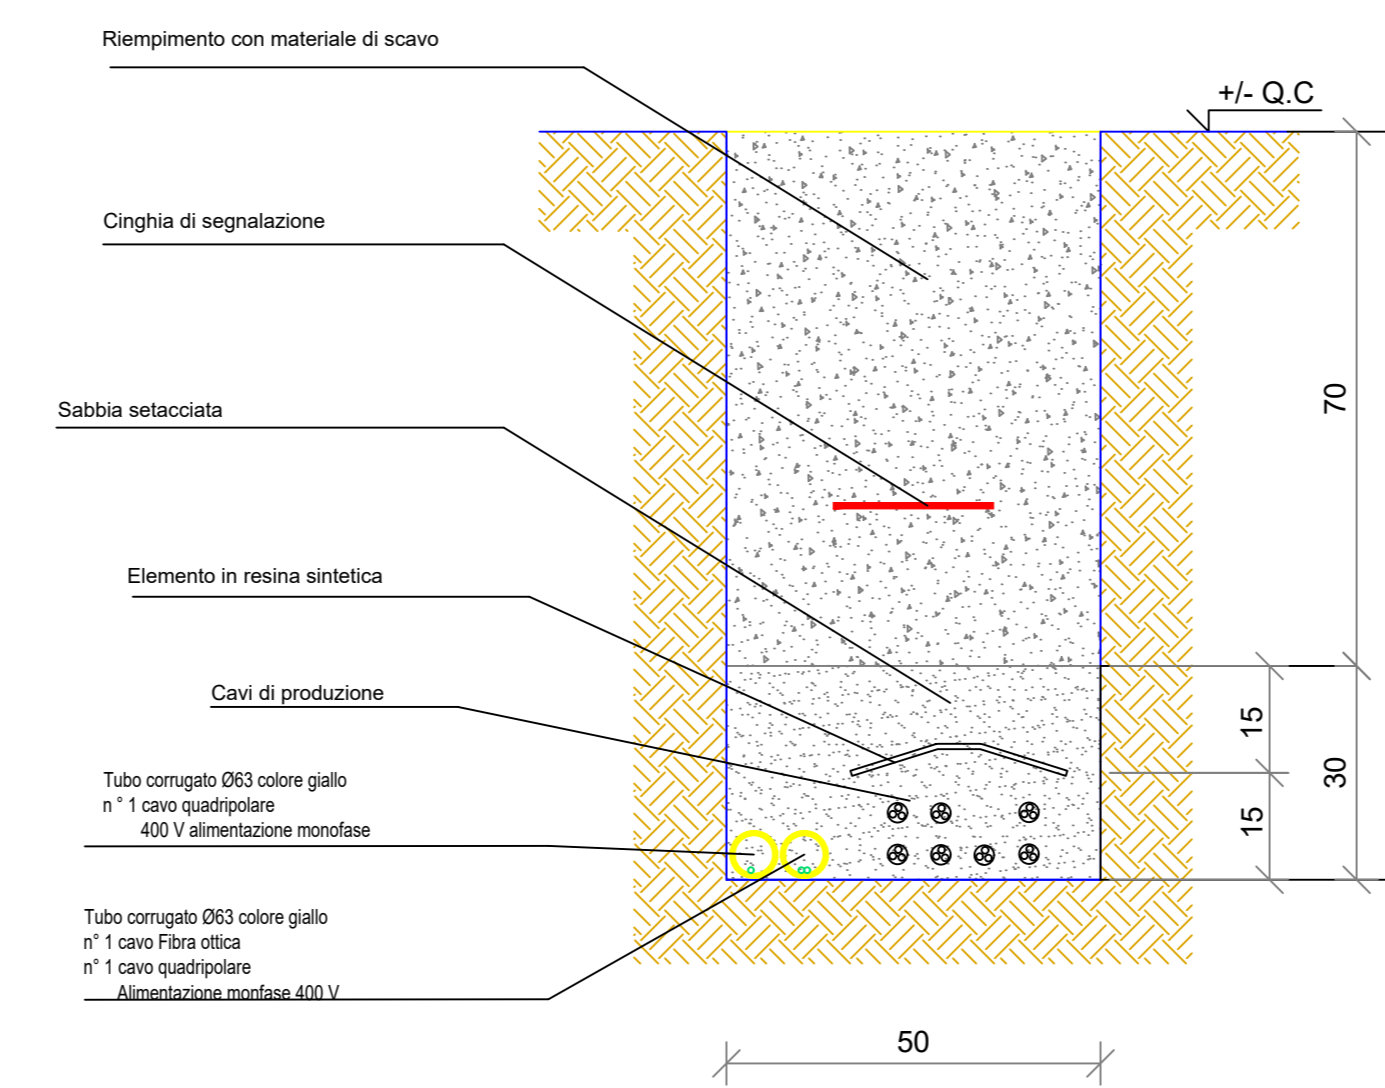 Riempimento con materiale di scavo
+/- Q.C
Cinghia di segnalazione
70
Sabbia setacciata
Elemento in resina sintetica
Cavi di produzione
15
30
15
Tubo corrugato Ø63 colore giallo
n ° 1 cavo quadripolare
400 V alimentazione monofase
Tubo corrugato Ø63 colore giallo
n° 1 cavo Fibra ottica
n° 1 cavo quadripolare
Alimentazione monfase 400 V
50